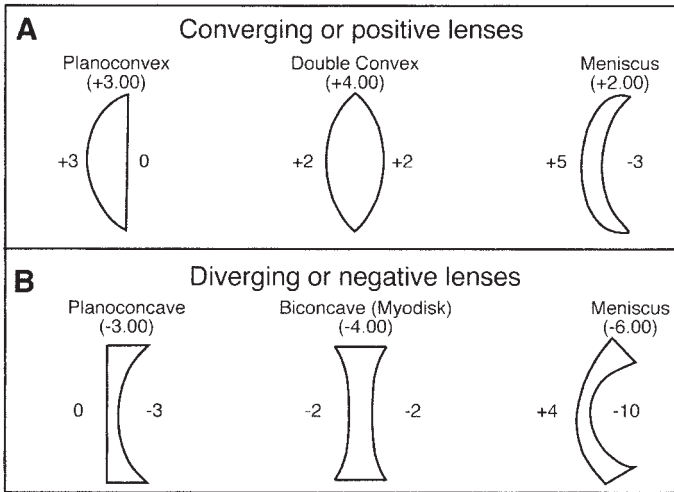 A
Converging or positive lenses
Planoconvex
(+3.00)
+3
0
Double Convex
(+4.00)
+2
+2
Meniscus
(+2.00)
+5
-3
B
Diverging or negative lenses
Planoconcave
(-3.00)
0
-3
Biconcave (Myodisk)
(-4.00)
-2
-2
Meniscus
(-6.00)
+4
-10